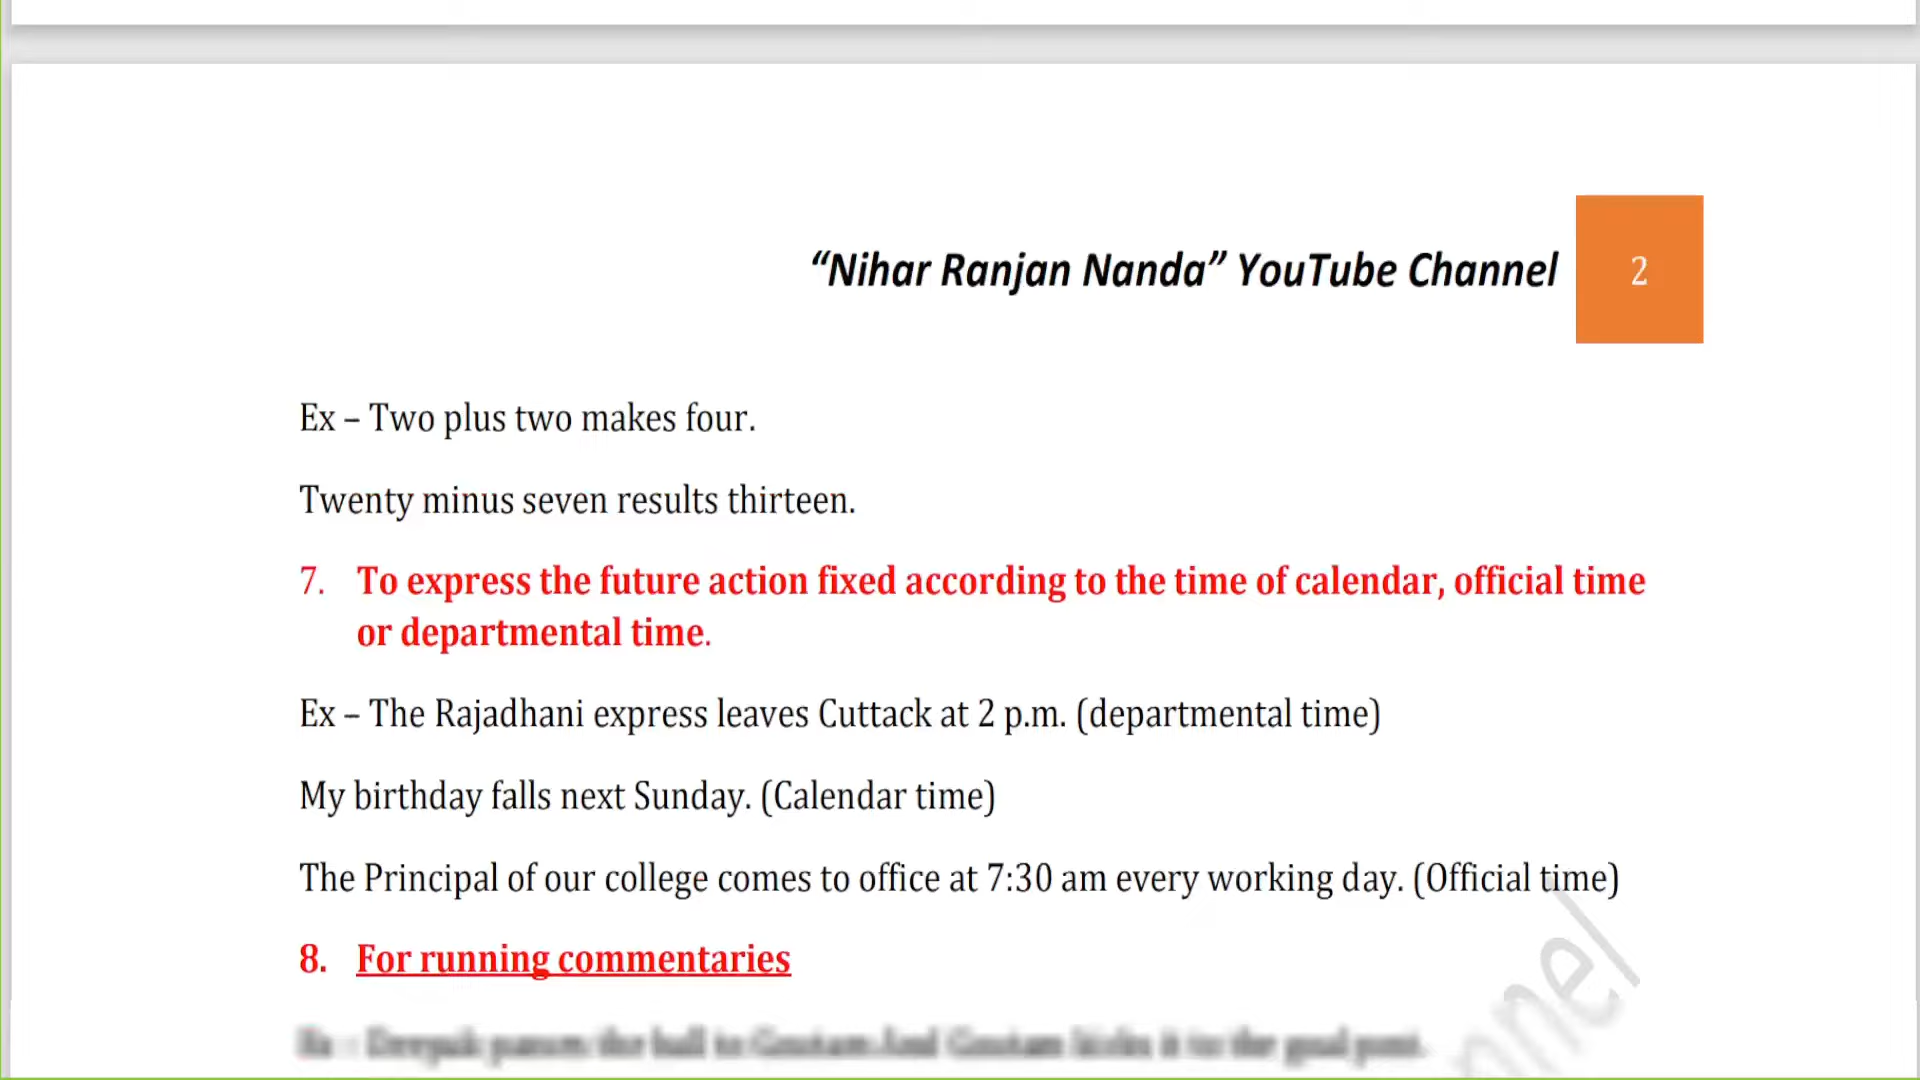 “Nihar Ranjan Nanda” YouTube Channel 2
Ex – Two plus two makes four.
Twenty minus seven results thirteen.
7. To express the future action fixed according to the time of calendar, official time
or departmental time.
Ex – The Rajadhani express leaves Cuttack at 2 p.m. (departmental time)
My birthday falls next Sunday. (Calendar time)
The Principal of our college comes to office at 7:30 am every working day. (Official time)
8. For running commentaries